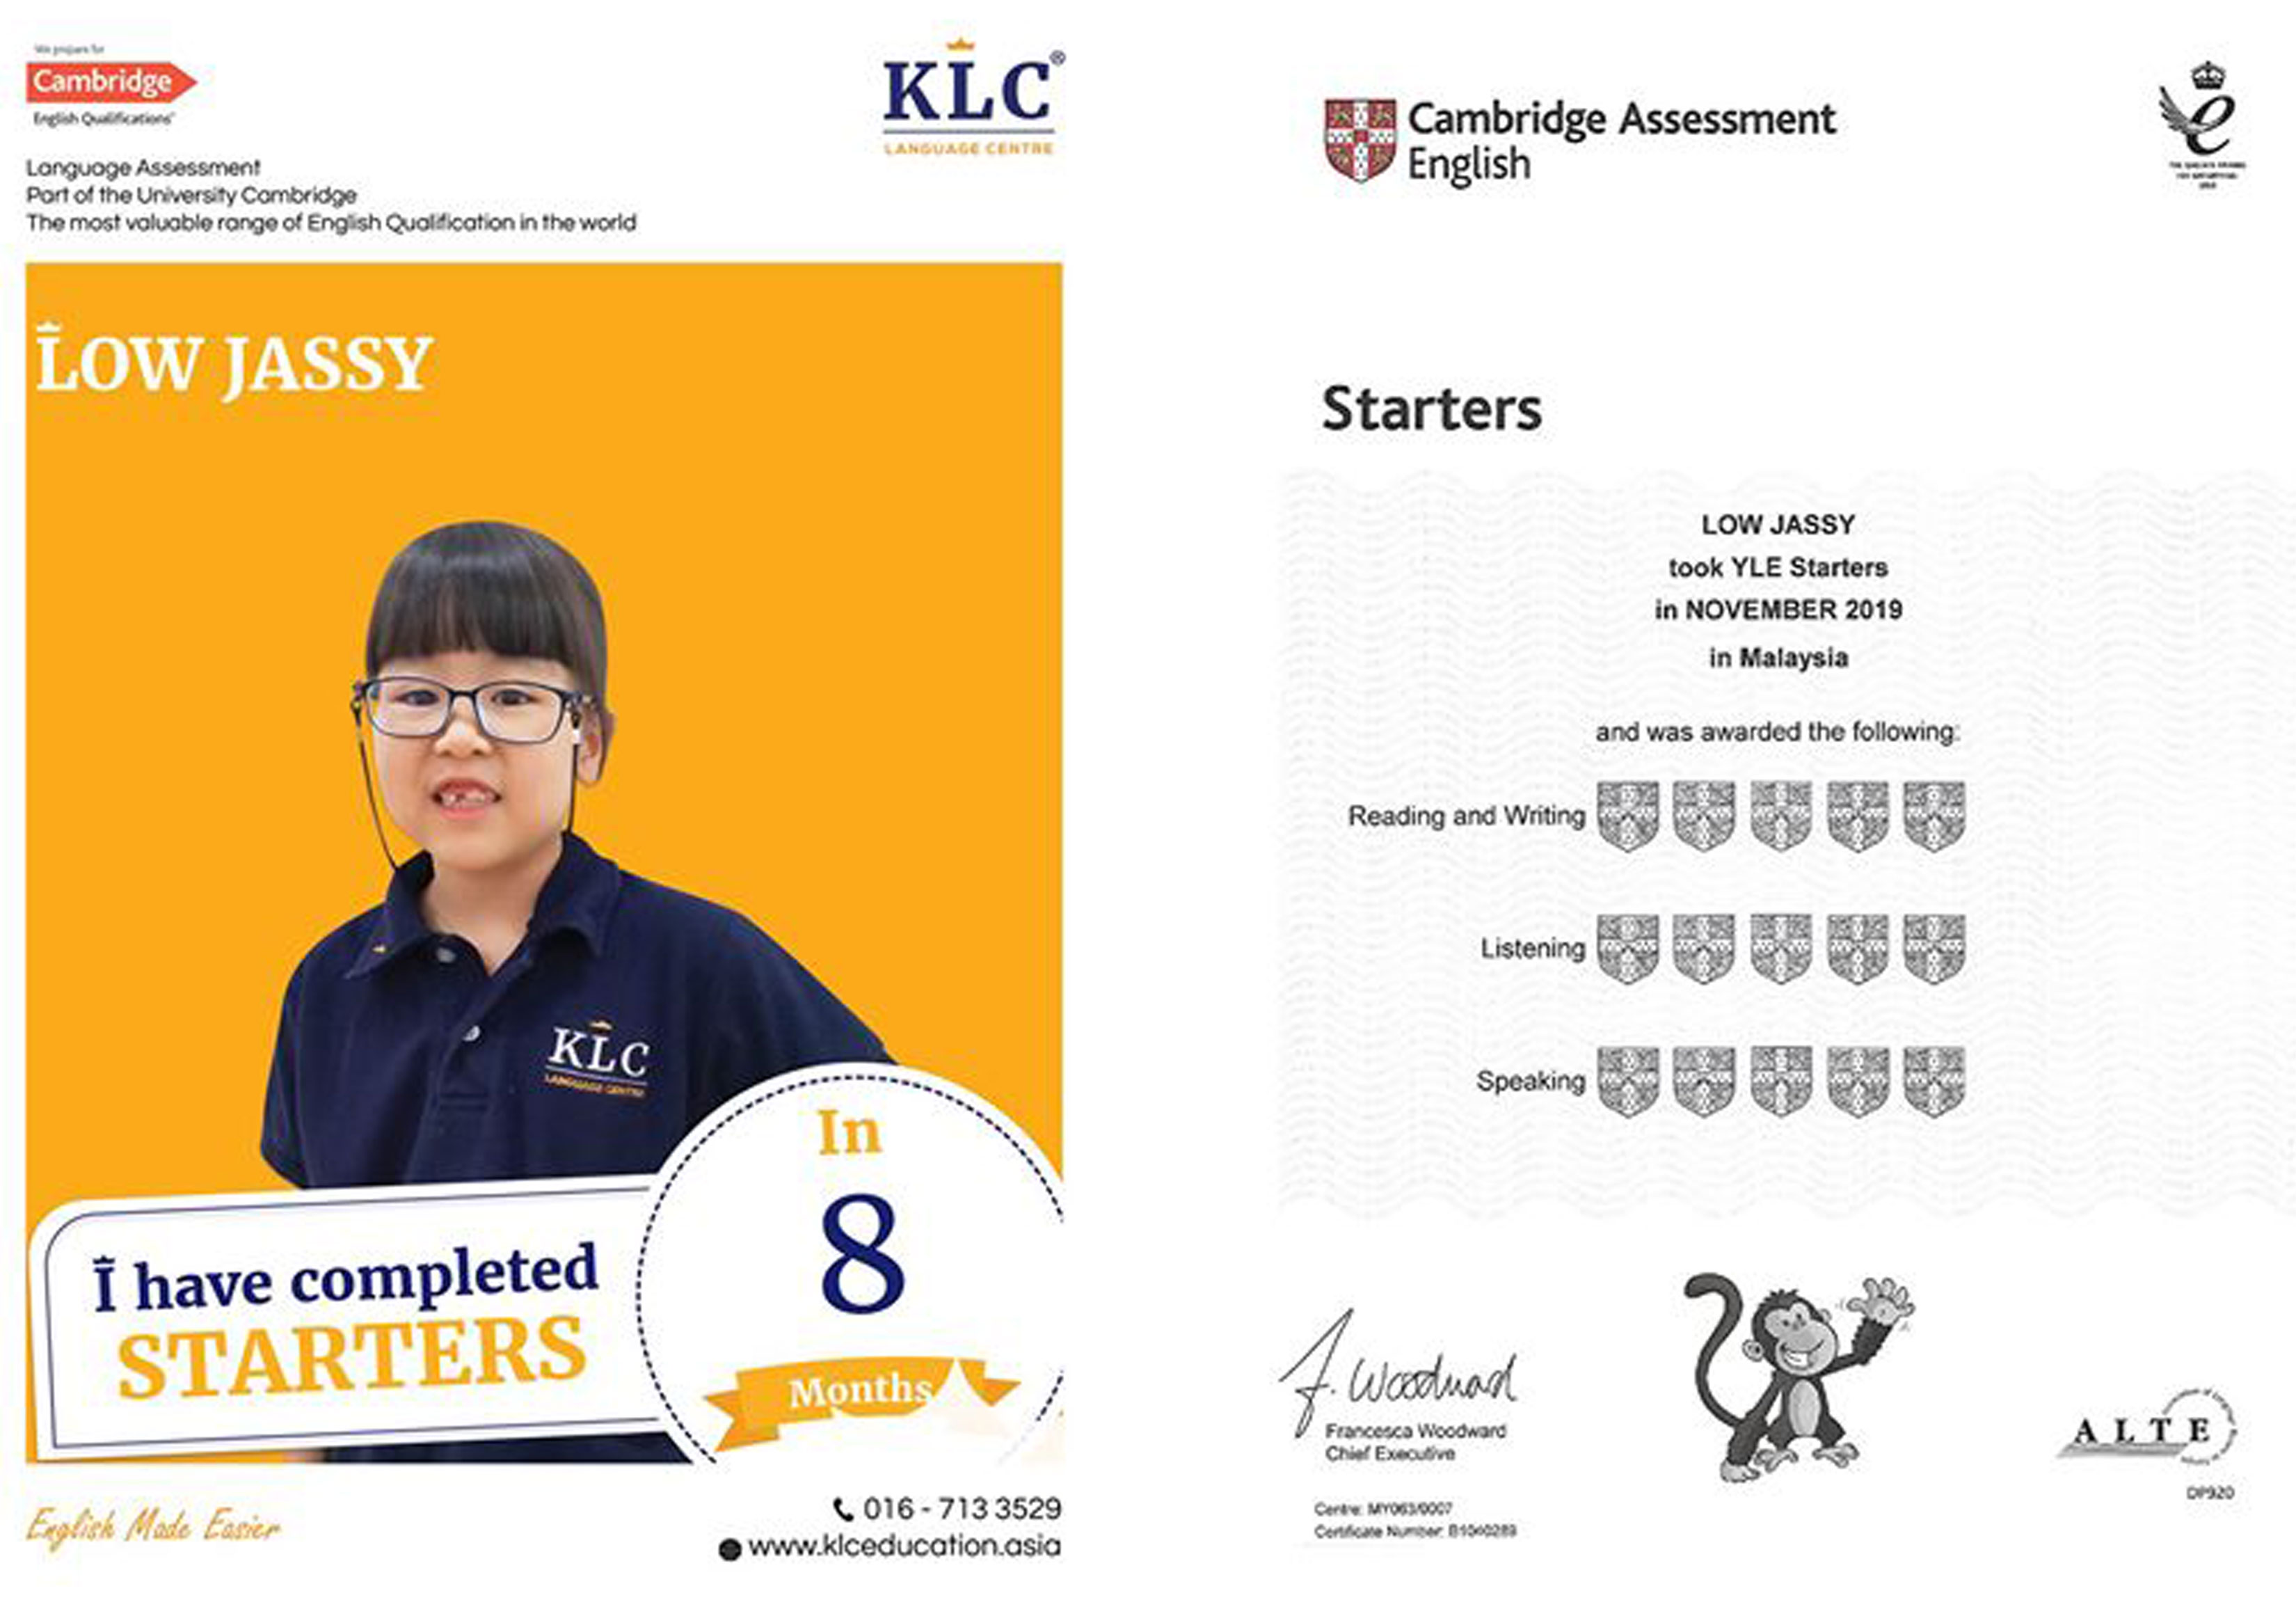 We prepare for
Cambridge
English Qualifications
Language Assessment
Part of the University Cambridge
The most valuable range of English Qualification in the world
KLC®
LANGUAGE CENTRE
LOW JASSY
KLC
LANGUAGE CENTRE
I have completed
STARTERS
In
8
Months
English Made Easier
016 - 713 3529
www.klceducation.asia
Cambridge Assessment
English
Starters
LOW JASSY
took YLE Starters
in NOVEMBER 2019
in Malaysia
and was awarded the following:
Reading and Writing
Listening
Speaking
J. Woodward
Francesca Woodward
Chief Executive
Centre: MY063/0007
Certificate Number: B1040289
ALTE
DP920